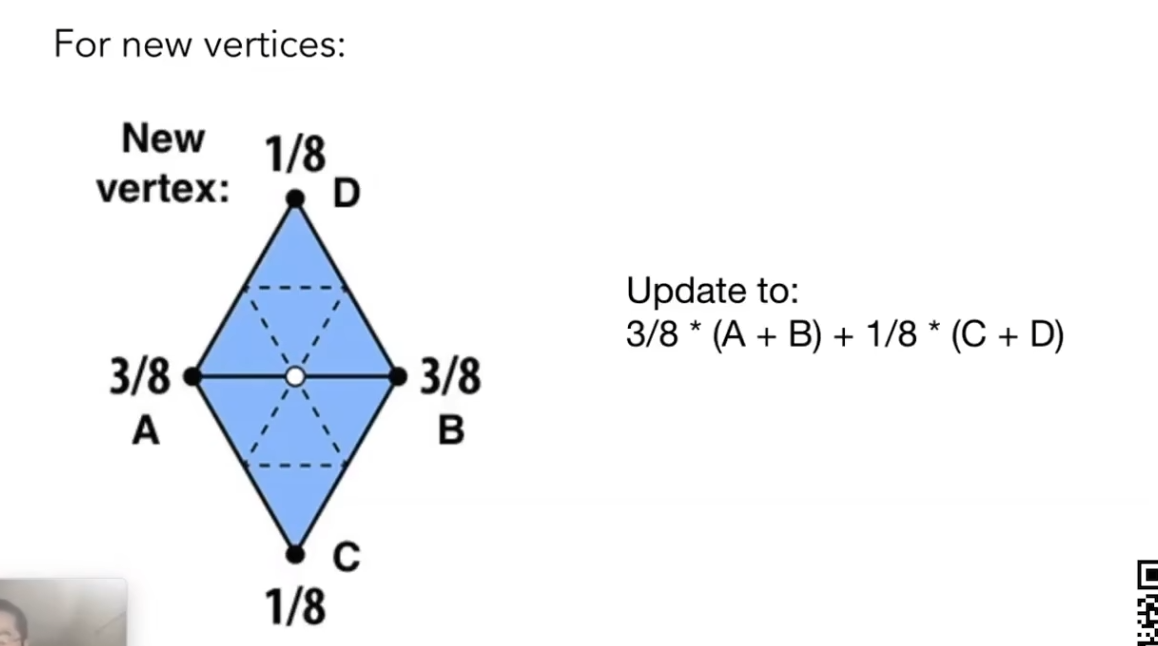 For new vertices:
New
vertex:
1/8
D
3/8
A
3/8
B
C
1/8
Update to:
3/8 * (A + B) + 1/8 * (C + D)